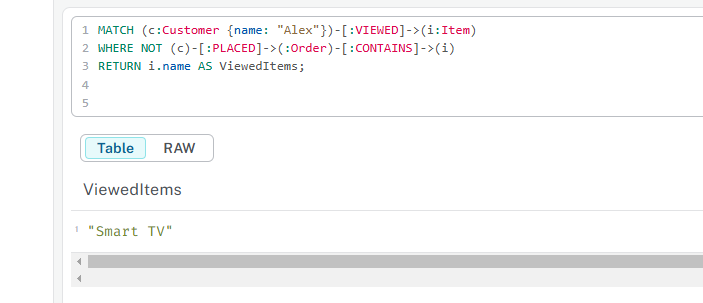 1 MATCH (c:Customer {name: "Alex"})-[:VIEWED]->(i:Item)
2 WHERE NOT (c)-[:PLACED]->(:Order)-[:CONTAINS]->(i)
3 RETURN i.name AS ViewedItems;
4
5
Table RAW
ViewedItems
1 "Smart TV"